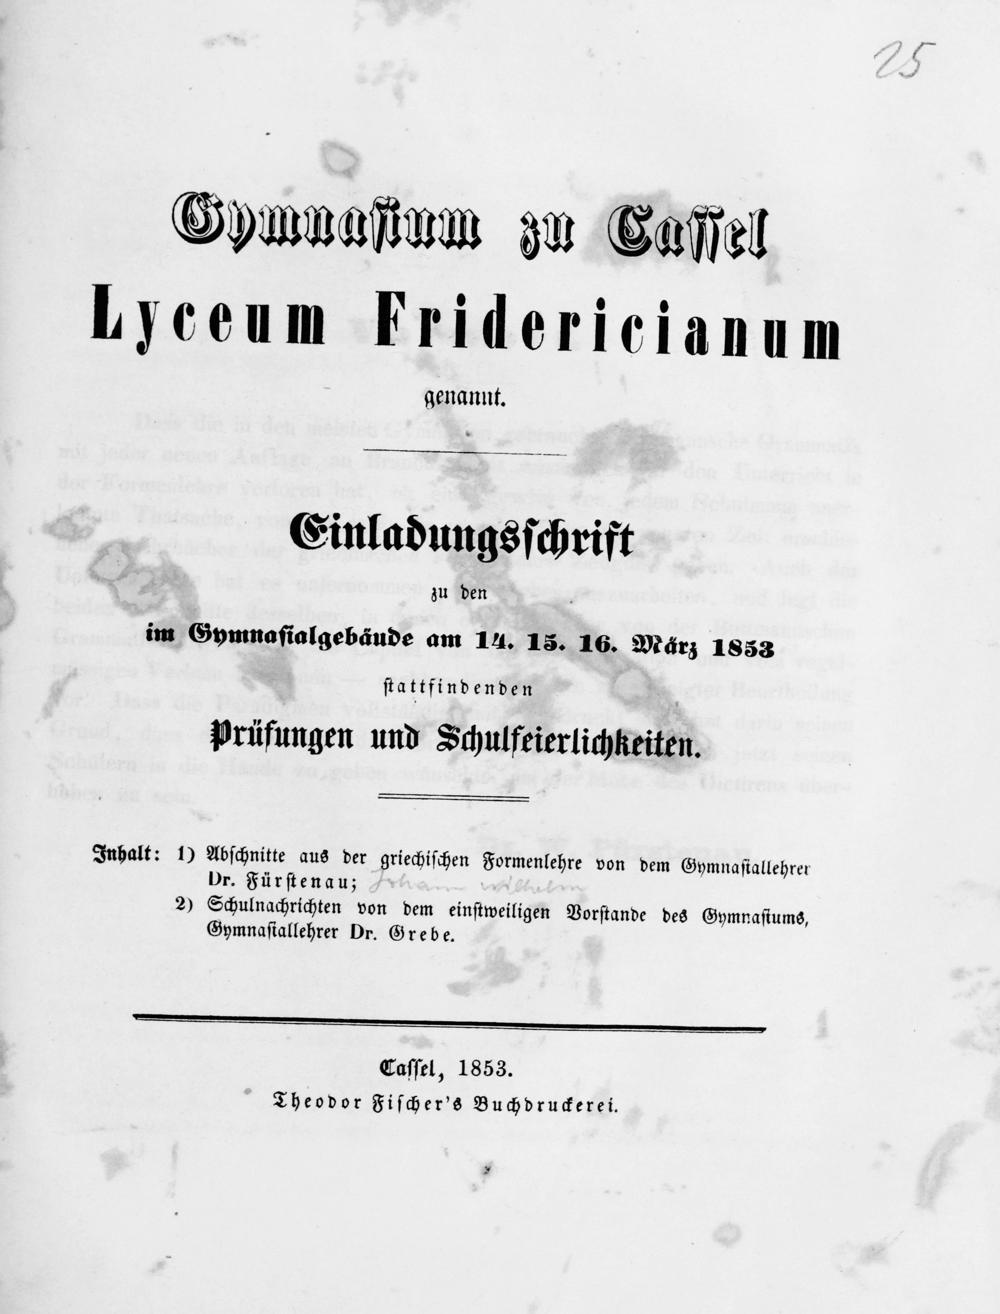 25
Gymnasium zu Cassel
Lyceum Fridericianum
genannt.
Einladungsschrift
zu den
im Gymnasialgebäude am 14. 15. 16. März 1853
stattfindenden
Prüfungen und Schulfeierlichkeiten.
Inhalt: 1) Abschnitte aus der griechischen Formenlehre von dem Gymnasiallehrer
Dr. Fürstenau; Johann Wilhelm
2) Schulnachrichten von dem einstweiligen Vorstande des Gymnasiums,
Gymnasiallehrer Dr. Grebe.
Cassel, 1853.
Theodor Fischer's Buchdruckerei.